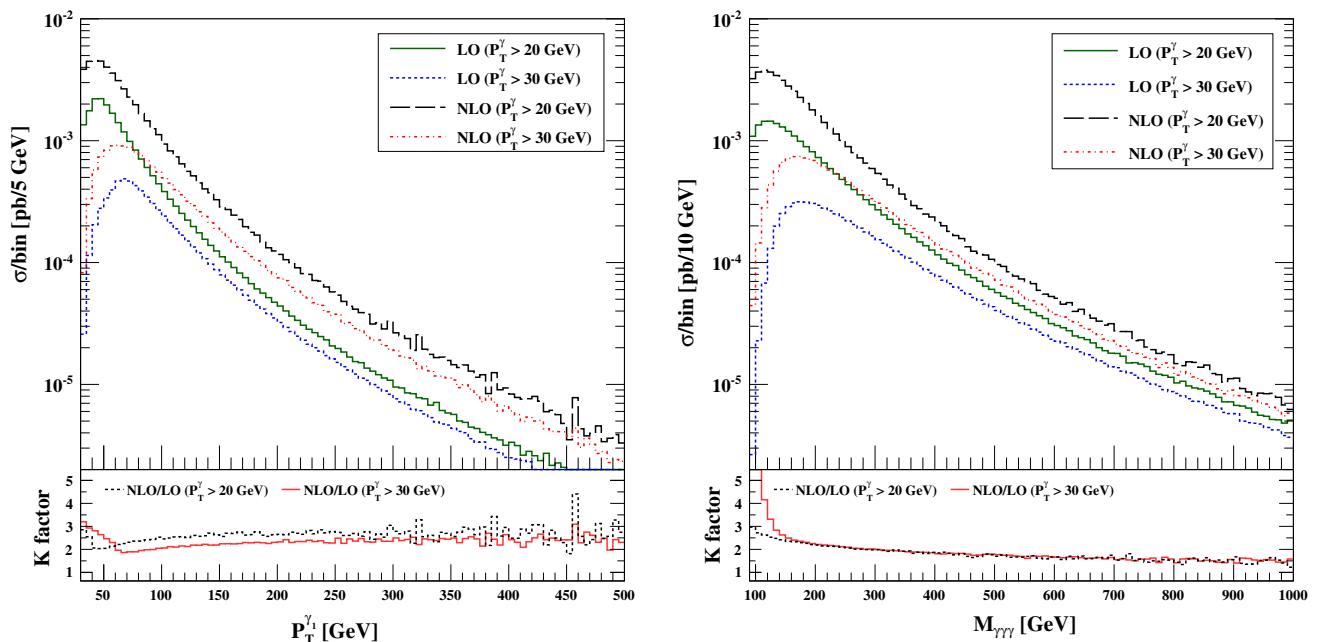 10⁻²
10⁻³
10⁻⁴
10⁻⁵
σ/bin [pb/5 GeV]
LO (P_T^γ > 20 GeV)
LO (P_T^γ > 30 GeV)
NLO (P_T^γ > 20 GeV)
NLO (P_T^γ > 30 GeV)
K factor
5
4
3
2
1
NLO/LO (P_T^γ > 20 GeV)
NLO/LO (P_T^γ > 30 GeV)
50 100 150 200 250 300 350 400 450 500
P_T^γ₁ [GeV]
10⁻²
10⁻³
10⁻⁴
10⁻⁵
σ/bin [pb/10 GeV]
LO (P_T^γ > 20 GeV)
LO (P_T^γ > 30 GeV)
NLO (P_T^γ > 20 GeV)
NLO (P_T^γ > 30 GeV)
K factor
5
4
3
2
1
NLO/LO (P_T^γ > 20 GeV)
NLO/LO (P_T^γ > 30 GeV)
100 200 300 400 500 600 700 800 900 1000
M_γγγ [GeV]